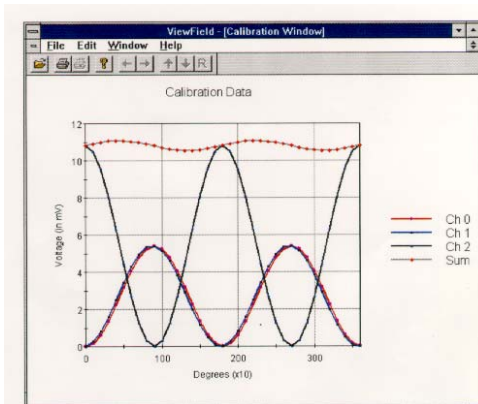 ViewField - [Calibration Window]
File Edit Window Help
R
Calibration Data
12
10
8
6
4
2
0
Voltage (in mV)
0 100 200 300
Degrees (x10)
Ch 0
Ch 1
Ch 2
Sum